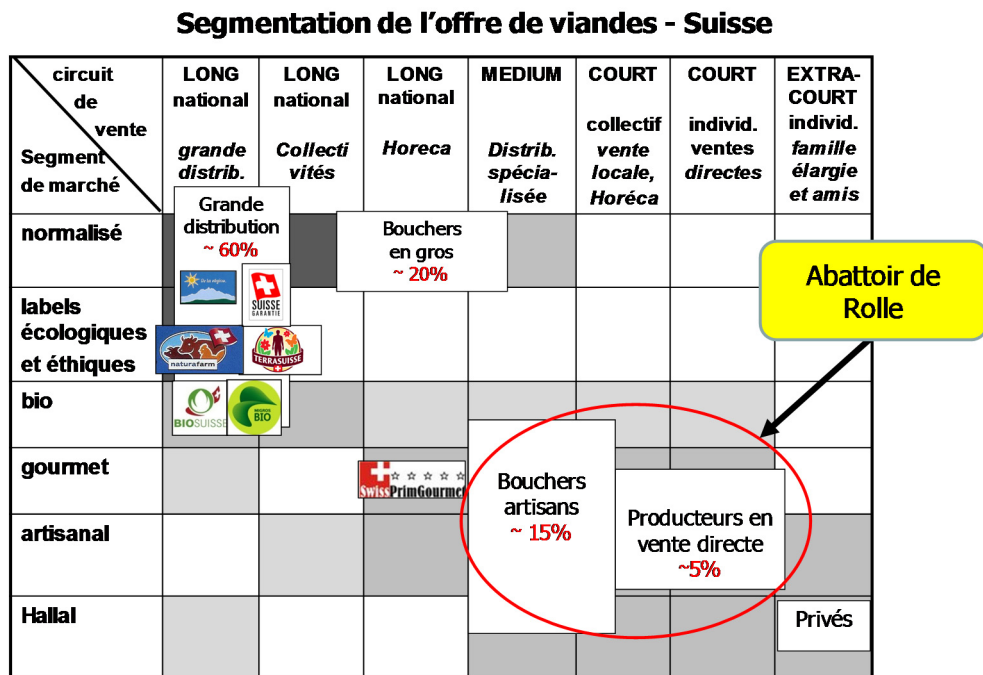 Segmentation de l'offre de viandes - Suisse
circuit
de
vente
Segment
de marché
LONG
national
grande
distrib.
LONG
national
Collecti
vités
LONG
national
Horeca
MEDIUM
Distrib.
spécia-
lisée
COURT
collectif
vente
locale,
Horéca
COURT
individ.
ventes
directes
EXTRA-
COURT
individ.
famille
élargie
et amis
normalisé
Grande
distribution
~ 60%
Bouchers
en gros
~ 20%
Abattoir de
Rolle
De la région.
SUISSE
GARANTIE
labels
écologiques
et éthiques
naturafarm
TERRASUISSE
bio
BIOSUISSE
MIGROS
BIO
gourmet
SwissPrimGourmet
Bouchers
artisans
~ 15%
artisanal
Producteurs en
vente directe
~5%
Hallal
Privés